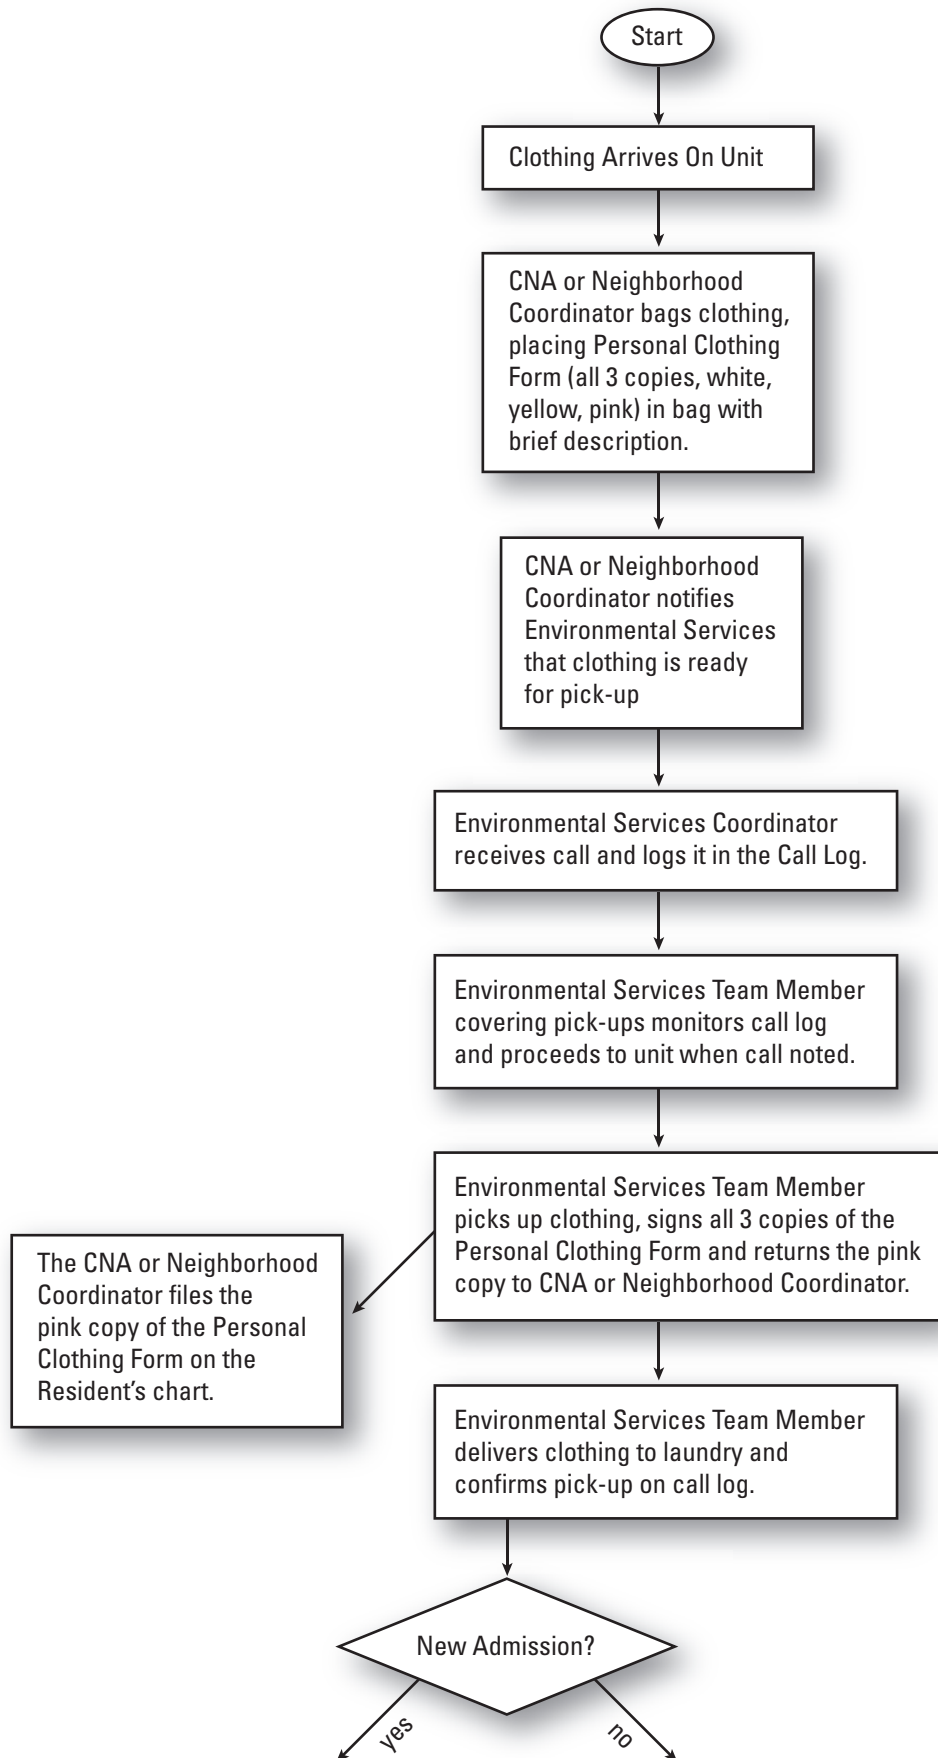 Start
Clothing Arrives On Unit
CNA or Neighborhood
Coordinator bags clothing,
placing Personal Clothing
Form (all 3 copies, white,
yellow, pink) in bag with
brief description.
CNA or Neighborhood
Coordinator notifies
Environmental Services
that clothing is ready
for pick-up
Environmental Services Coordinator
receives call and logs it in the Call Log.
Environmental Services Team Member
covering pick-ups monitors call log
and proceeds to unit when call noted.
Environmental Services Team Member
picks up clothing, signs all 3 copies of the
Personal Clothing Form and returns the pink
copy to CNA or Neighborhood Coordinator.
The CNA or Neighborhood
Coordinator files the
pink copy of the Personal
Clothing Form on the
Resident's chart.
Environmental Services Team Member
delivers clothing to laundry and
confirms pick-up on call log.
New Admission?
yes
no